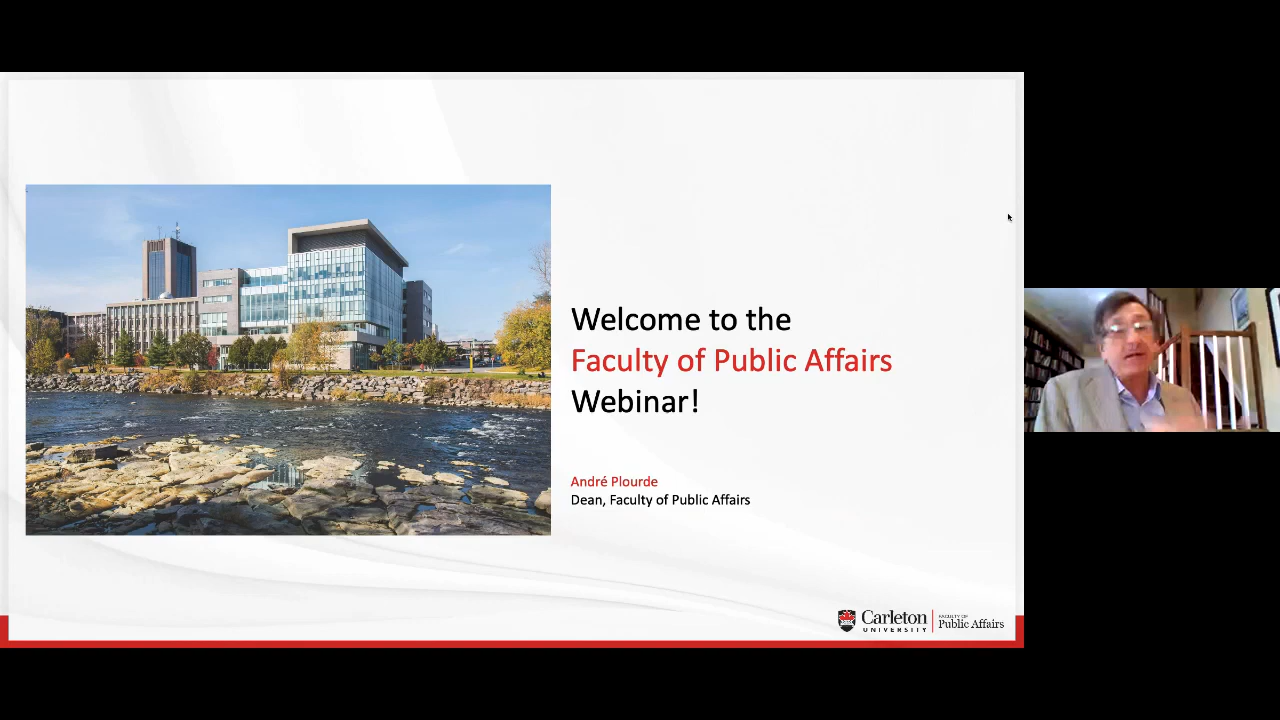 Welcome to the
Faculty of Public Affairs
Webinar!
André Plourde
Dean, Faculty of Public Affairs
Carleton
UNIVERSITY
FACULTY OF
Public Affairs